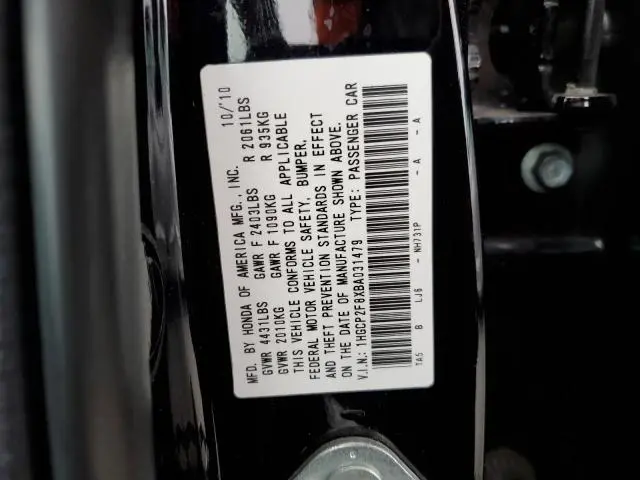 MFD. BY HONDA OF AMERICA MFG., INC. 10/'10
GVWR 4431LBS GAWR F 2403LBS R 2061LBS
GVWR 2010KG GAWR F 1090KG R 935KG
THIS VEHICLE CONFORMS TO ALL APPLICABLE
FEDERAL MOTOR VEHICLE SAFETY, BUMPER,
AND THEFT PREVENTION STANDARDS IN EFFECT
ON THE DATE OF MANUFACTURE SHOWN ABOVE.
V.I.N.: 1HGCP2F8XBA031479 TYPE: PASSENGER CAR
TA5 B LJ6 - NH731P - A - A